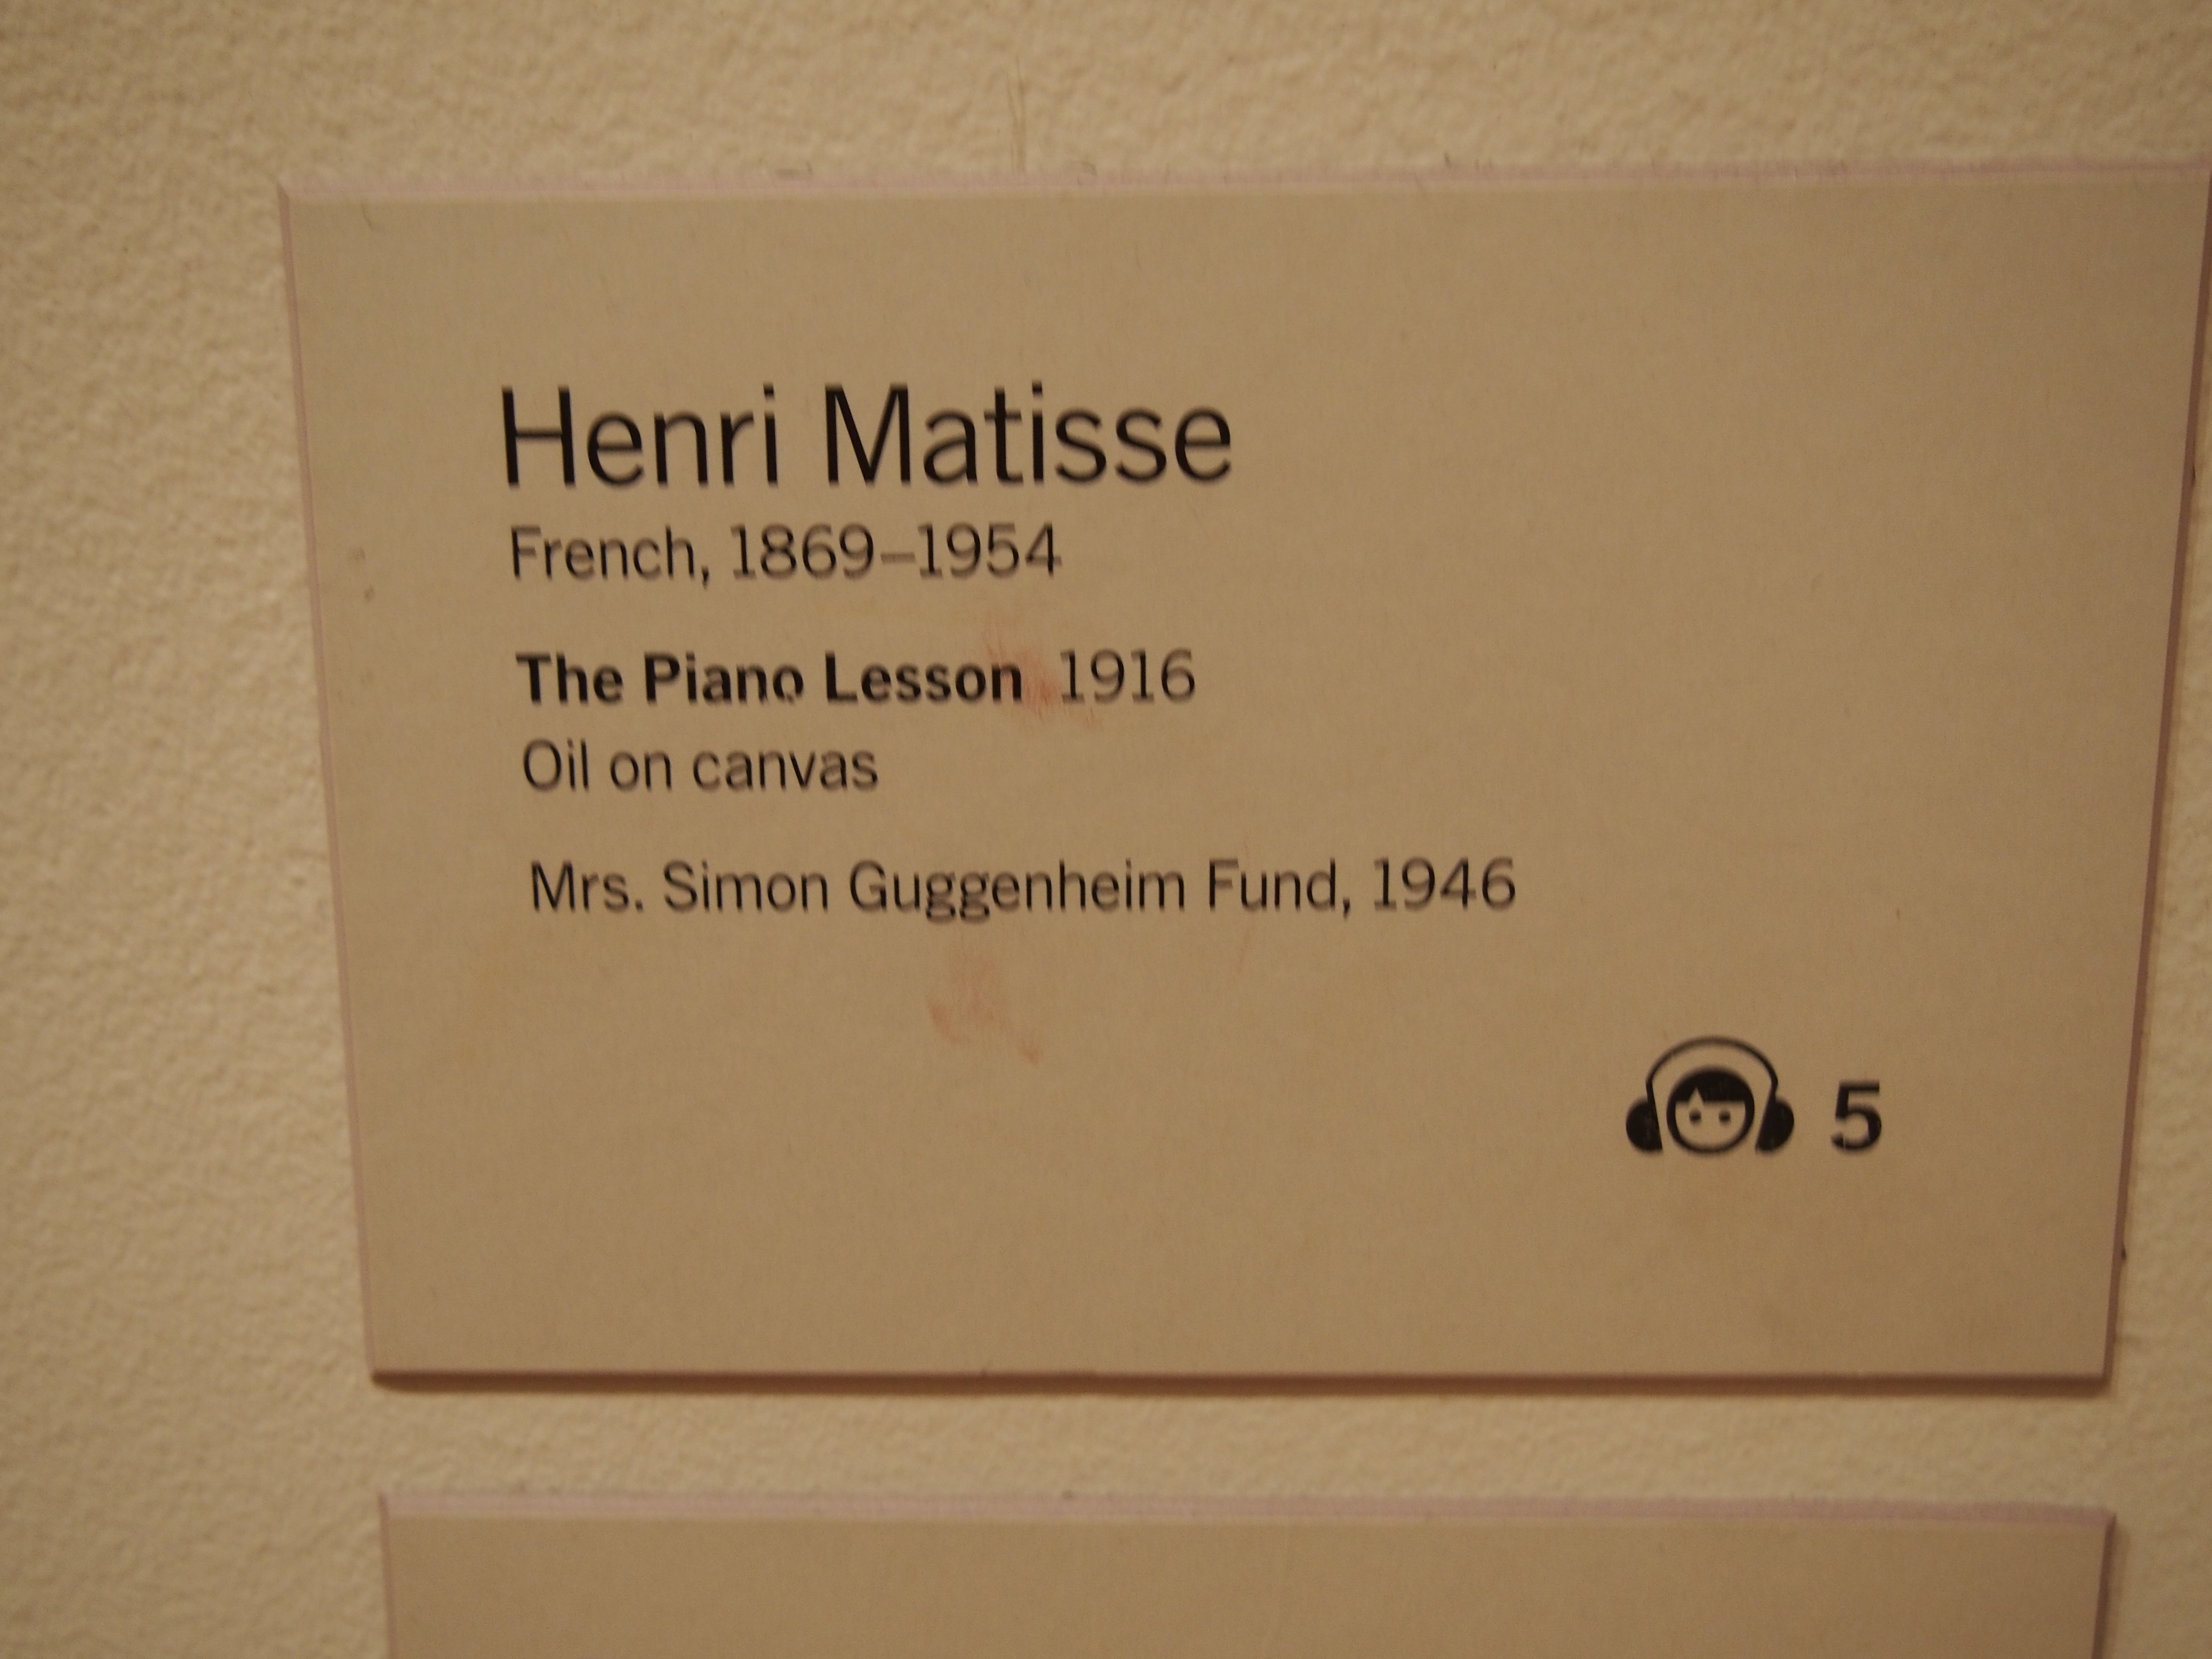 Henri Matisse
French, 1869–1954
The Piano Lesson 1916
Oil on canvas
Mrs. Simon Guggenheim Fund, 1946
5